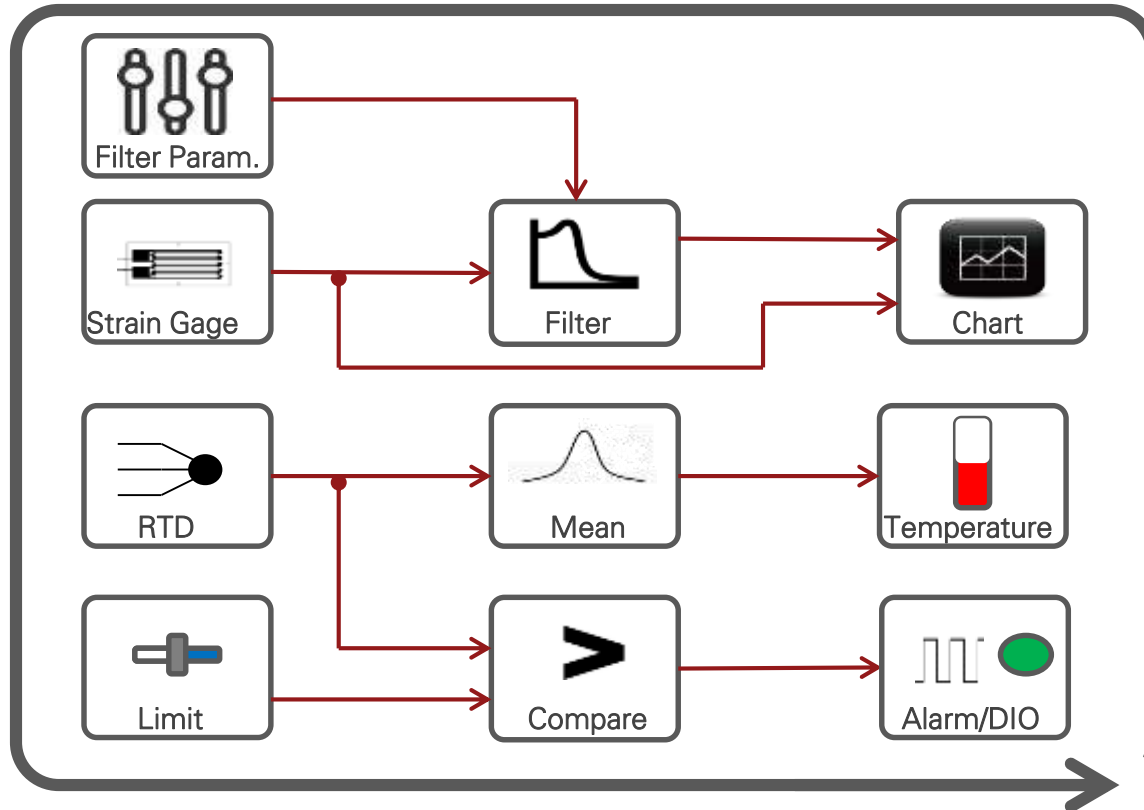 Filter Param.
Strain Gage
Filter
Chart
RTD
Mean
Temperature
Limit
Compare
Alarm/DIO